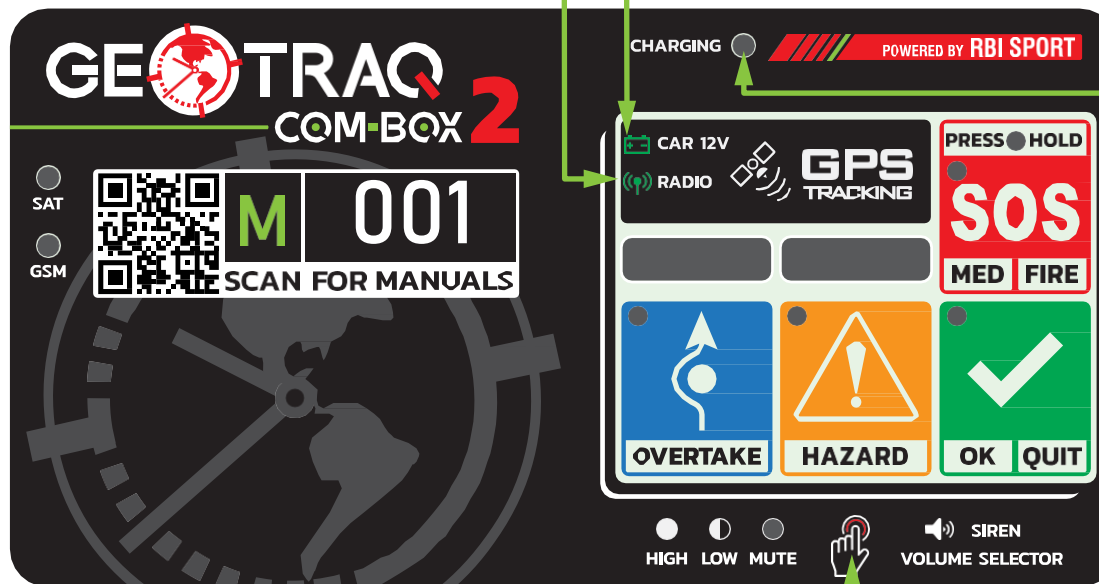 GEOTRAQ
COM-BOX 2
SAT
GSM
M 001
SCAN FOR MANUALS
CHARGING
POWERED BY RBI SPORT
CAR 12V
RADIO
GPS
TRACKING
PRESS HOLD
SOS
MED FIRE
OVERTAKE
HAZARD
OK QUIT
HIGH LOW MUTE
SIREN
VOLUME SELECTOR